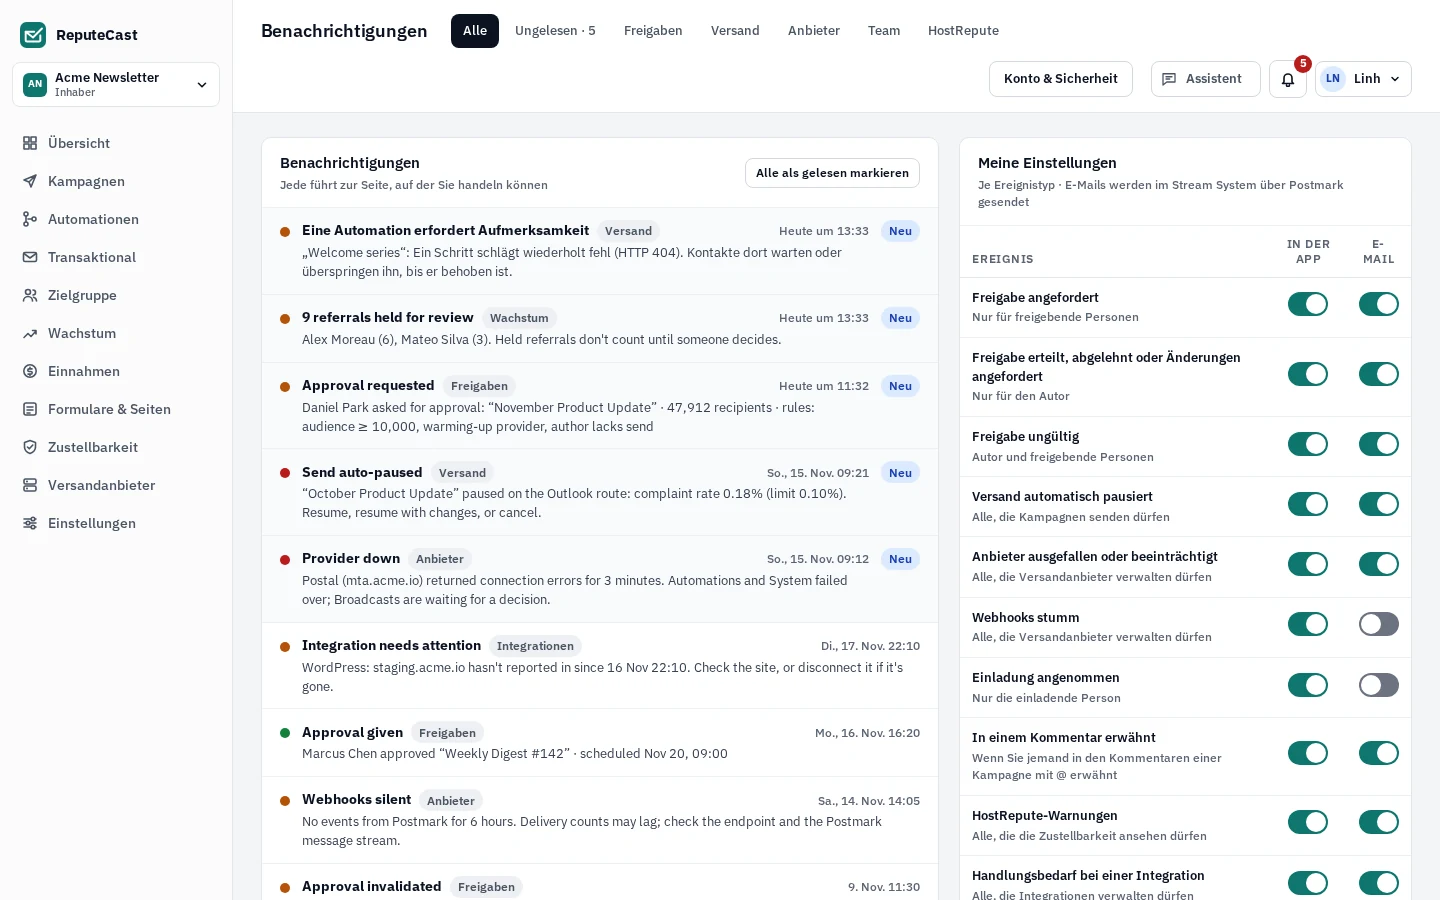 ReputeCast
AN
Acme Newsletter
Inhaber
Übersicht
Kampagnen
Automationen
Transaktional
Zielgruppe
Wachstum
Einnahmen
Formulare & Seiten
Zustellbarkeit
Versandanbieter
Einstellungen
Benachrichtigungen
Alle
Ungelesen · 5
Freigaben
Versand
Anbieter
Team
HostRepute
Konto & Sicherheit
Assistent
5
LN
Linh
Benachrichtigungen
Jede führt zur Seite, auf der Sie handeln können
Alle als gelesen markieren
Eine Automation erfordert Aufmerksamkeit Versand Heute um 13:33 Neu
„Welcome series“: Ein Schritt schlägt wiederholt fehl (HTTP 404). Kontakte dort warten oder
überspringen ihn, bis er behoben ist.
9 referrals held for review Wachstum Heute um 13:33 Neu
Alex Moreau (6), Mateo Silva (3). Held referrals don't count until someone decides.
Approval requested Freigaben Heute um 11:32 Neu
Daniel Park asked for approval: “November Product Update” · 47,912 recipients · rules:
audience ≥ 10,000, warming-up provider, author lacks send
Send auto-paused Versand So., 15. Nov. 09:21 Neu
“October Product Update” paused on the Outlook route: complaint rate 0.18% (limit 0.10%).
Resume, resume with changes, or cancel.
Provider down Anbieter So., 15. Nov. 09:12 Neu
Postal (mta.acme.io) returned connection errors for 3 minutes. Automations and System failed
over; Broadcasts are waiting for a decision.
Integration needs attention Integrationen Di., 17. Nov. 22:10
WordPress: staging.acme.io hasn't reported in since 16 Nov 22:10. Check the site, or disconnect it if it's
gone.
Approval given Freigaben Mo., 16. Nov. 16:20
Marcus Chen approved “Weekly Digest #142” · scheduled Nov 20, 09:00
Webhooks silent Anbieter Sa., 14. Nov. 14:05
No events from Postmark for 6 hours. Delivery counts may lag; check the endpoint and the Postmark
message stream.
Approval invalidated Freigaben 9. Nov. 11:30
Meine Einstellungen
Je Ereignistyp · E-Mails werden im Stream System über Postmark
gesendet
EREIGNIS
IN DER
APP
E-
MAIL
Freigabe angefordert
Nur für freigebende Personen
Freigabe erteilt, abgelehnt oder Änderungen
angefordert
Nur für den Autor
Freigabe ungültig
Autor und freigebende Personen
Versand automatisch pausiert
Alle, die Kampagnen senden dürfen
Anbieter ausgefallen oder beeinträchtigt
Alle, die Versandanbieter verwalten dürfen
Webhooks stumm
Alle, die Versandanbieter verwalten dürfen
Einladung angenommen
Nur die einladende Person
In einem Kommentar erwähnt
Wenn Sie jemand in den Kommentaren einer
Kampagne mit @ erwähnt
HostRepute-Warnungen
Alle, die die Zustellbarkeit ansehen dürfen
Handlungsbedarf bei einer Integration
Alle, die Integrationen verwalten dürfen